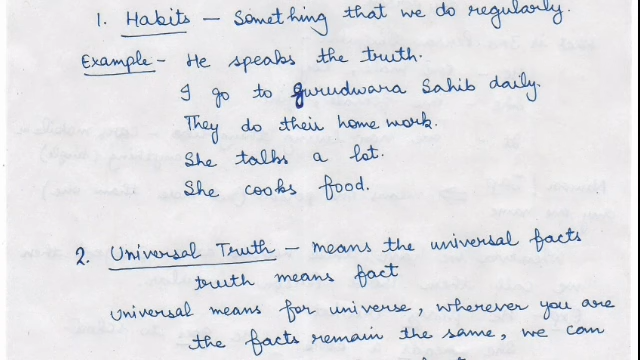 1. Habits – Something that we do regularly.
Example – He speaks the truth.
I go to gurudwara Sahib daily.
They do their home work.
She talks a lot.
She cooks food.
2. Universal Truth – means the universal facts
truth means fact
Universal means for universe, wherever you are
the facts remain the same, we can